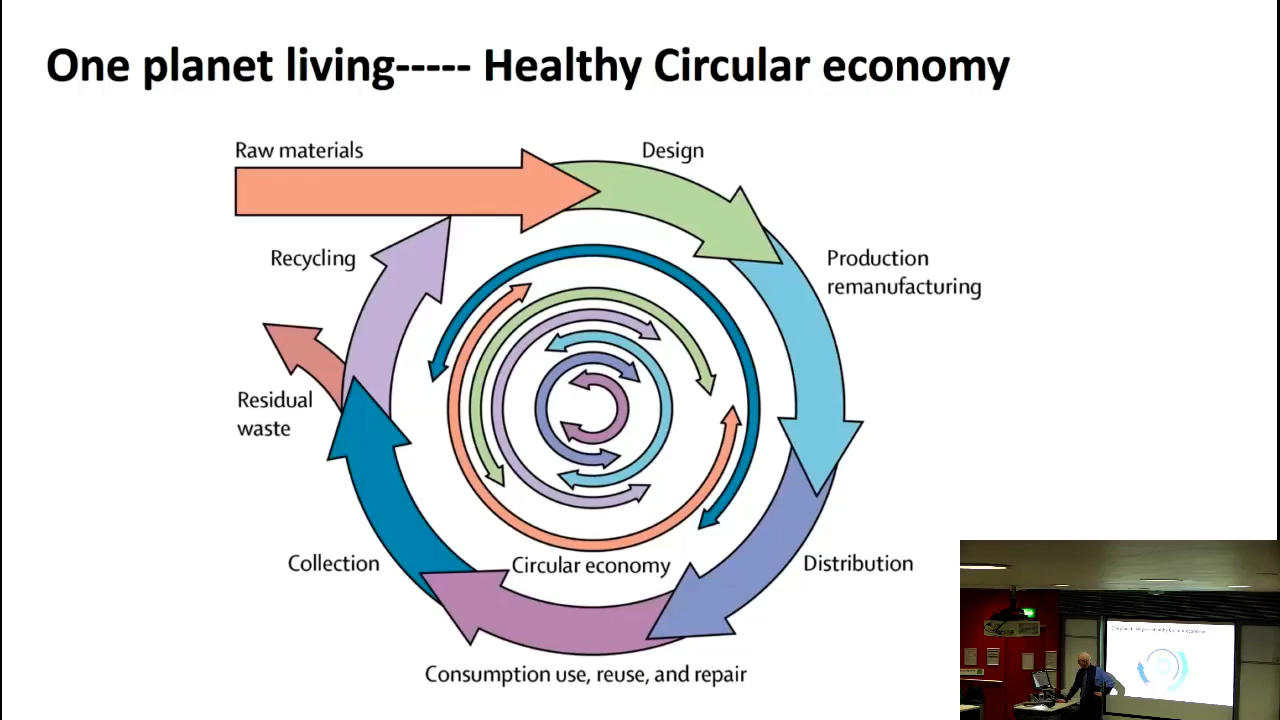 One planet living----- Healthy Circular economy
Raw materials
Design
Recycling
Production
remanufacturing
Residual
waste
Collection
Circular economy
Distribution
Consumption use, reuse, and repair